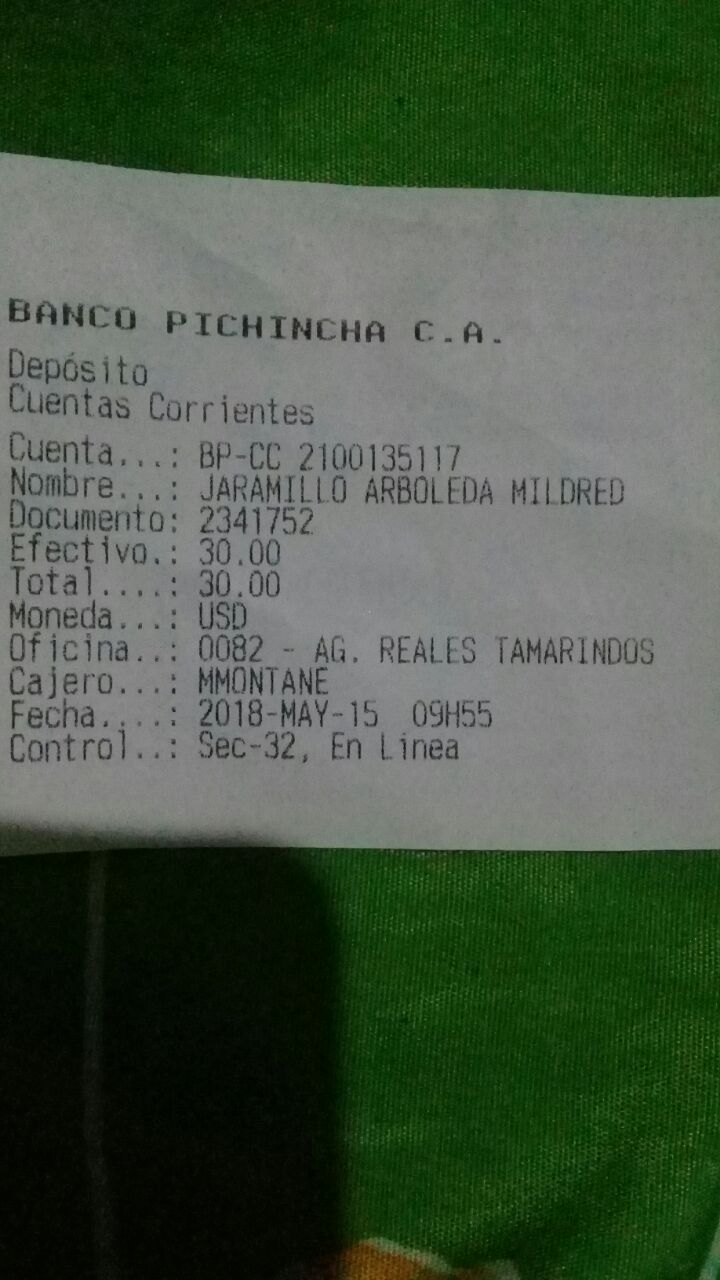 BANCO PICHINCHA C.A.
Depósito
Cuentas Corrientes
Cuenta...: BP-CC 2100135117
Nombre...: JARAMILLO ARBOLEDA MILDRED
Documento: 2341752
Efectivo.: 30.00
Total....: 30.00
Moneda...: USD
Oficina..: 0082 - AG. REALES TAMARINDOS
Cajero...: MMONTANE
Fecha....: 2018-MAY-15 09H55
Control..: Sec-32, En Linea